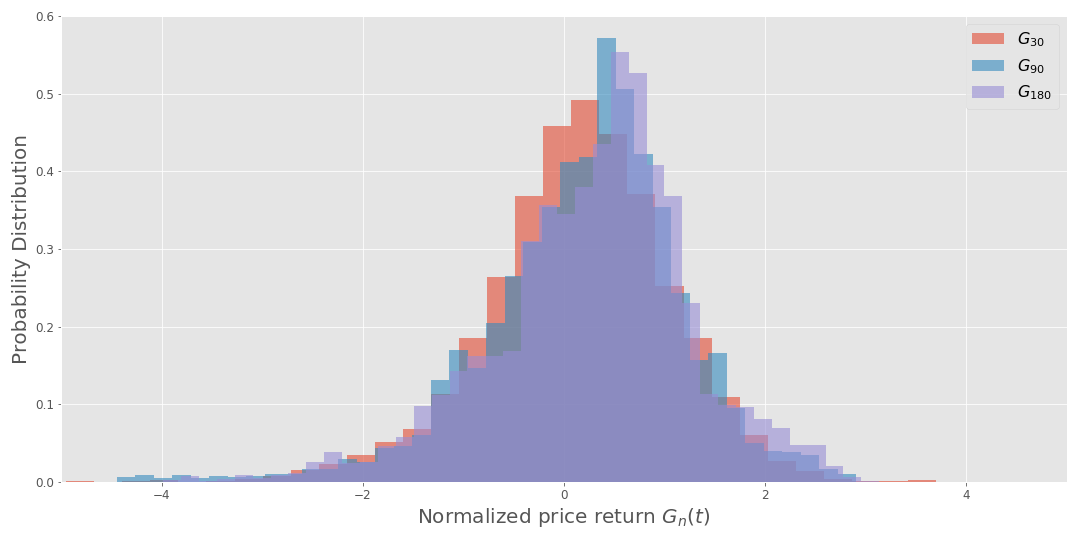 0.6
0.5
0.4
0.3
0.2
0.1
0.0
Probability Distribution
G₃₀
G₉₀
G₁₈₀
−4 −2 0 2 4
Normalized price return Gₙ(t)